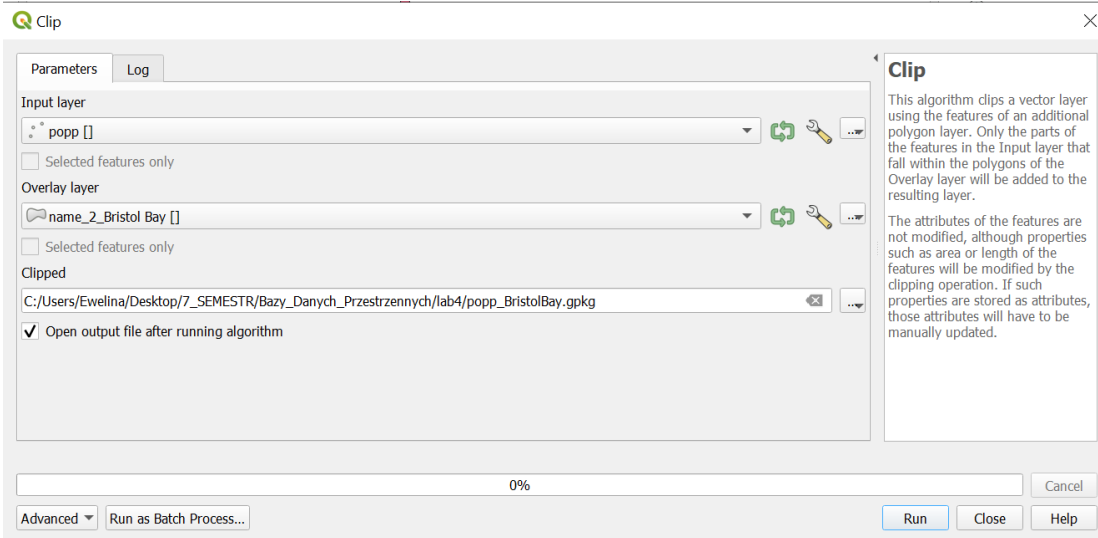 Clip
Parameters
Log
Input layer
popp []
Selected features only
Overlay layer
name_2_Bristol Bay []
Selected features only
Clipped
C:/Users/Ewelina/Desktop/7_SEMESTR/Bazy_Danych_Przestrzennych/lab4/popp_BristolBay.gpkg
Open output file after running algorithm
Clip
This algorithm clips a vector layer
using the features of an additional
polygon layer. Only the parts of
the features in the Input layer that
fall within the polygons of the
Overlay layer will be added to the
resulting layer.
The attributes of the features are
not modified, although properties
such as area or length of the
features will be modified by the
clipping operation. If such
properties are stored as attributes,
those attributes will have to be
manually updated.
0%
Cancel
Advanced
Run as Batch Process...
Run
Close
Help